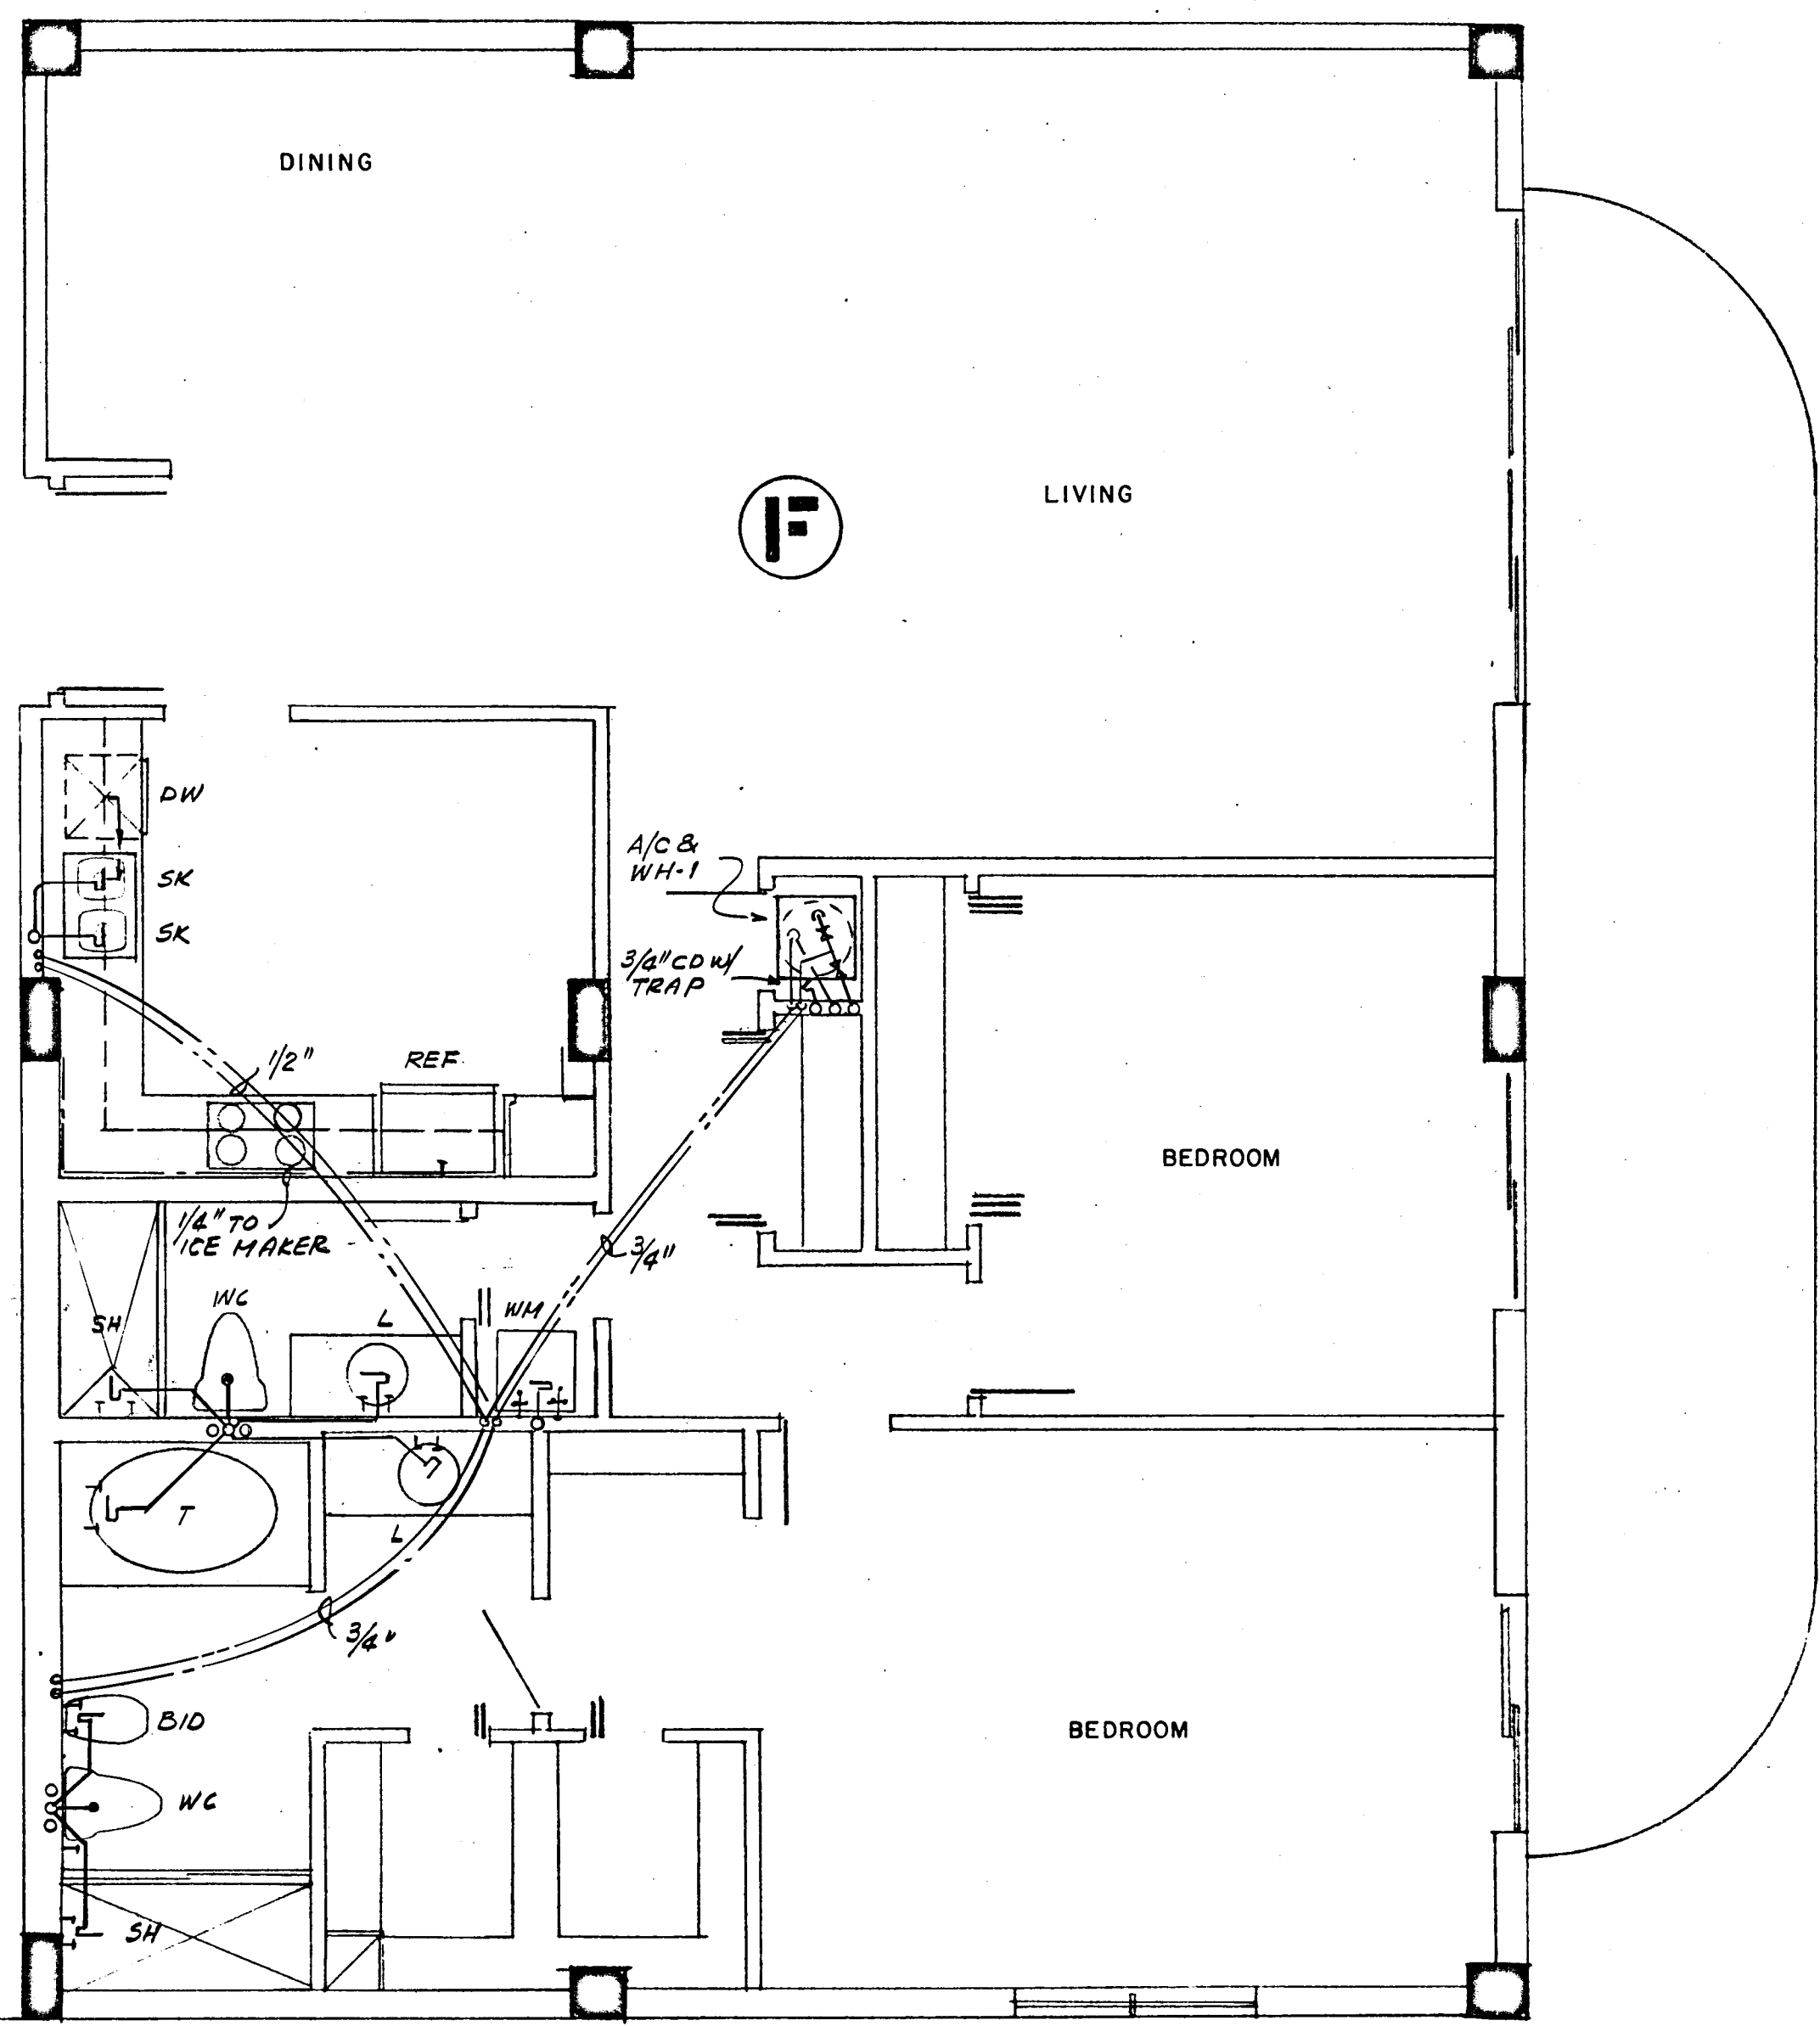 DINING
LIVING
F
DW
SK
SK
A/C &
WH-1
3/4" CD W/
TRAP
1/2"
REF.
BEDROOM
1/4" TO
ICE MAKER
3/4"
WC
SH
L
WM
T
L
3/4"
BID
BEDROOM
WC
SH